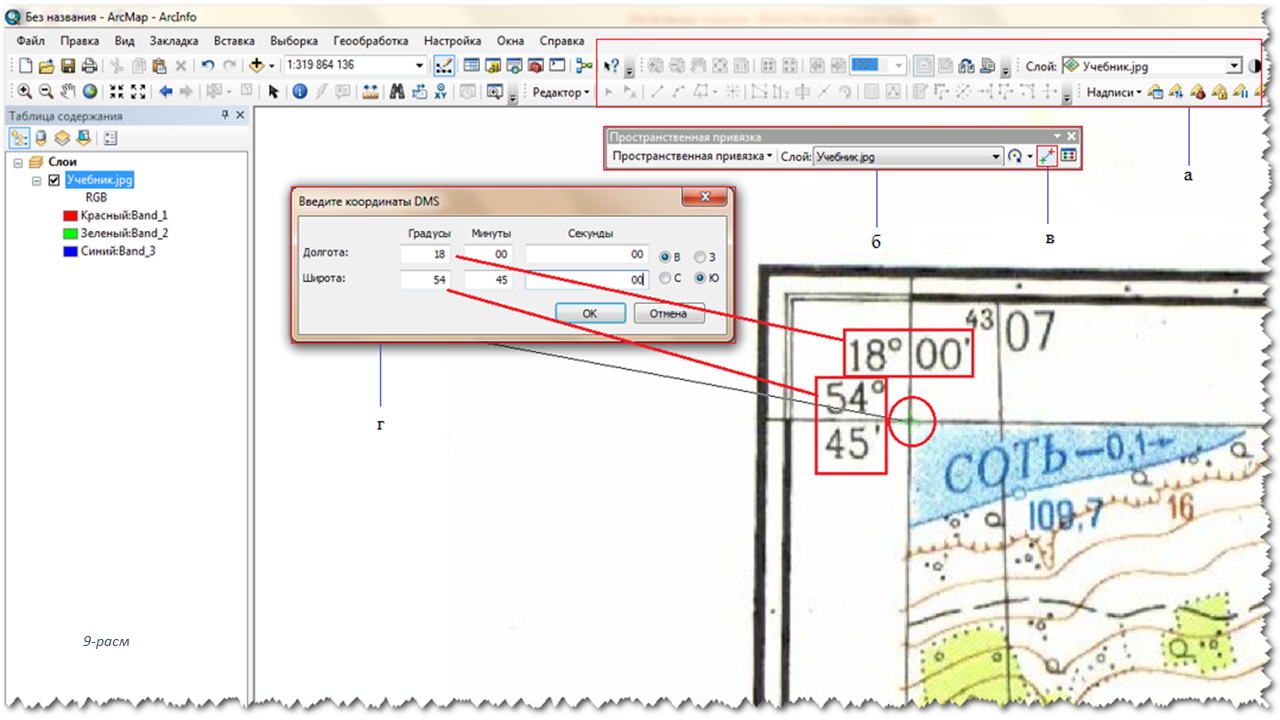 Без названия - ArcMap - ArcInfo
Файл Правка Вид Закладка Вставка Выборка Геообработка Настройка Окна Справка
1:319 864 136
100%
Слой: Учебник.jpg
Редактор
Надписи
Таблица содержания
Слои
Учебник.jpg
RGB
Красный:Band_1
Зеленый:Band_2
Синий:Band_3
9-расм
Пространственная привязка
Пространственная привязка Слой: Учебник.jpg
а
б
в
Введите координаты DMS
Градусы Минуты Секунды
Долгота: 18 00 00 В З
Широта: 54 45 00 С Ю
OK Отмена
г
43 07
18° 00'
54°
45'
СОТЬ 0,1
109,7 16